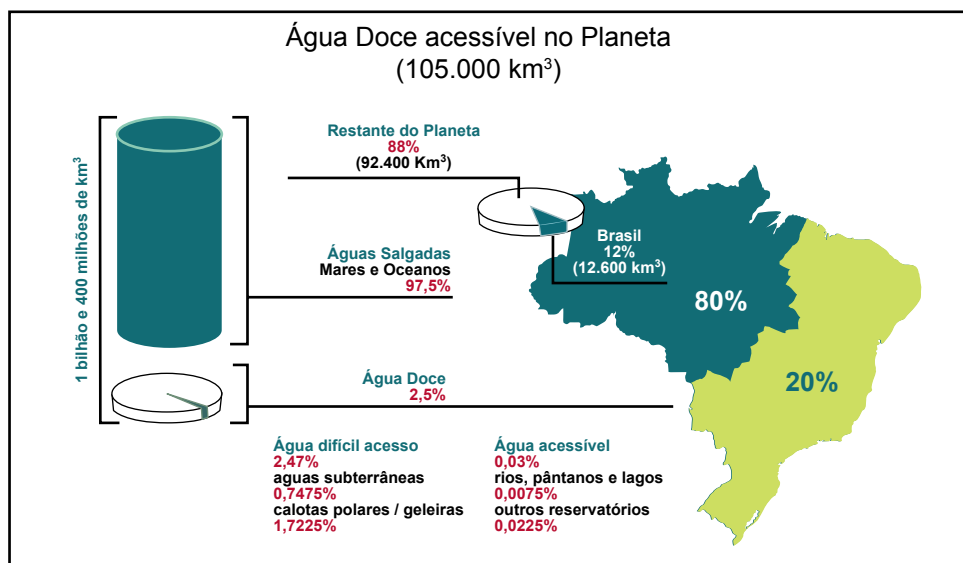 Água Doce acessível no Planeta
(105.000 km³)
1 bilhão e 400 milhões de km³
Restante do Planeta
88%
(92.400 Km³)
Águas Salgadas
Mares e Oceanos
97,5%
Brasil
12%
(12.600 km³)
80%
20%
Água Doce
2,5%
Água difícil acesso
2,47%
aguas subterrâneas
0,7475%
calotas polares / geleiras
1,7225%
Água acessível
0,03%
rios, pântanos e lagos
0,0075%
outros reservatórios
0,0225%